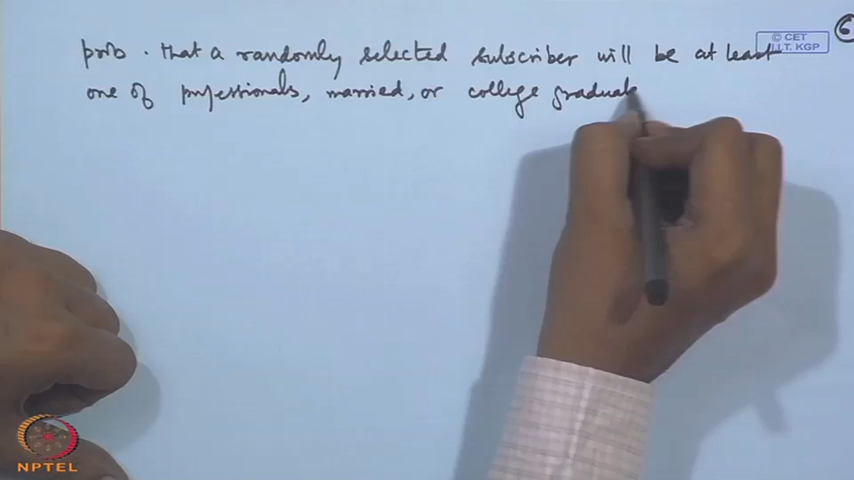 6
© CET
I.I.T. KGP
prob. that a randomly selected subscriber will be at least
one of professionals, married, or college graduate
NPTEL